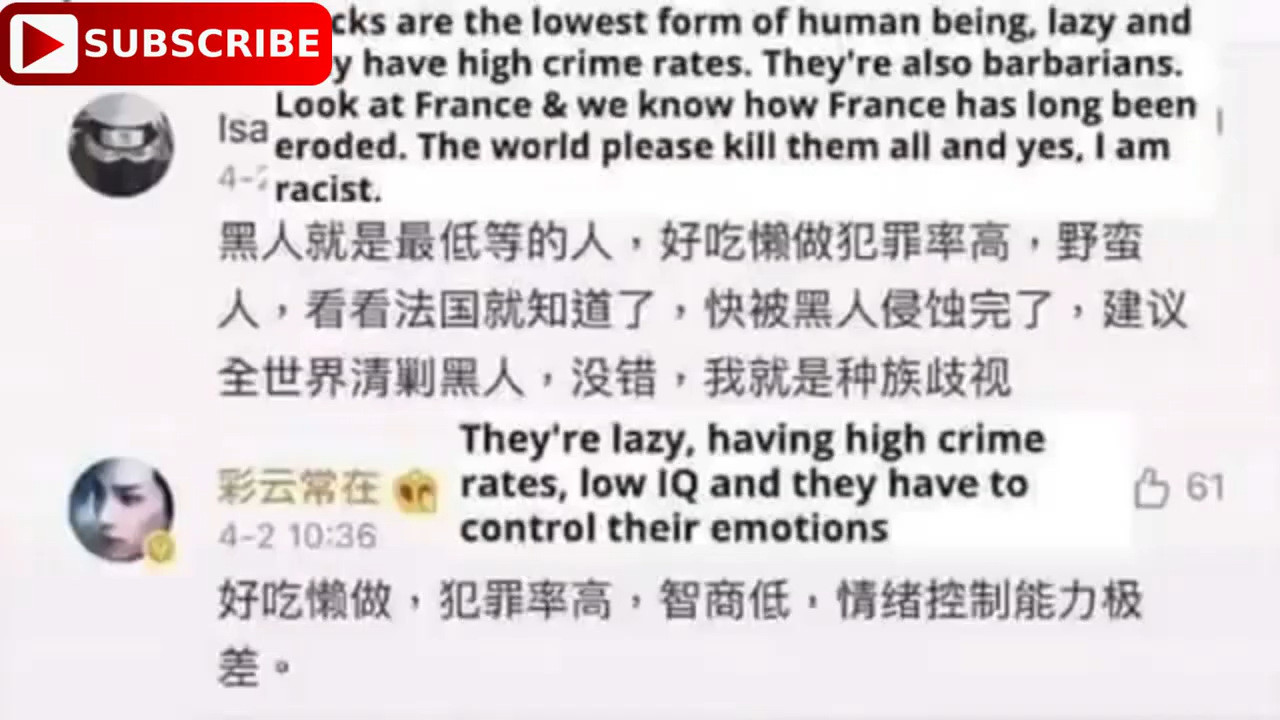 SUBSCRIBE
cks are the lowest form of human being, lazy and
y have high crime rates. They're also barbarians.
Look at France & we know how France has long been
Isa
eroded. The world please kill them all and yes, I am
4-2
racist.
黑人就是最低等的人，好吃懒做犯罪率高，野蛮
人，看看法国就知道了，快被黑人侵蚀完了，建议
全世界清剿黑人，没错，我就是种族歧视
They're lazy, having high crime
彩云常在
rates, low IQ and they have to
61
4-2 10:36
control their emotions
好吃懒做，犯罪率高，智商低，情绪控制能力极
差。